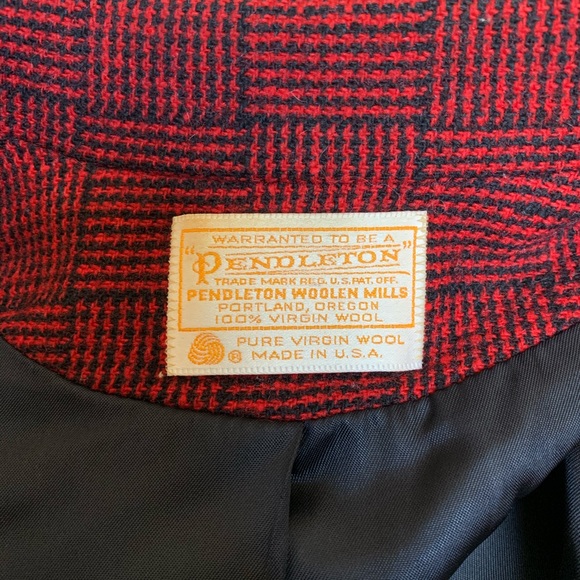 WARRANTED TO BE A
"PENDLETON"
TRADE MARK REG. U.S. PAT. OFF.
PENDLETON WOOLEN MILLS
PORTLAND, OREGON
100% VIRGIN WOOL
® PURE VIRGIN WOOL
MADE IN U.S.A.